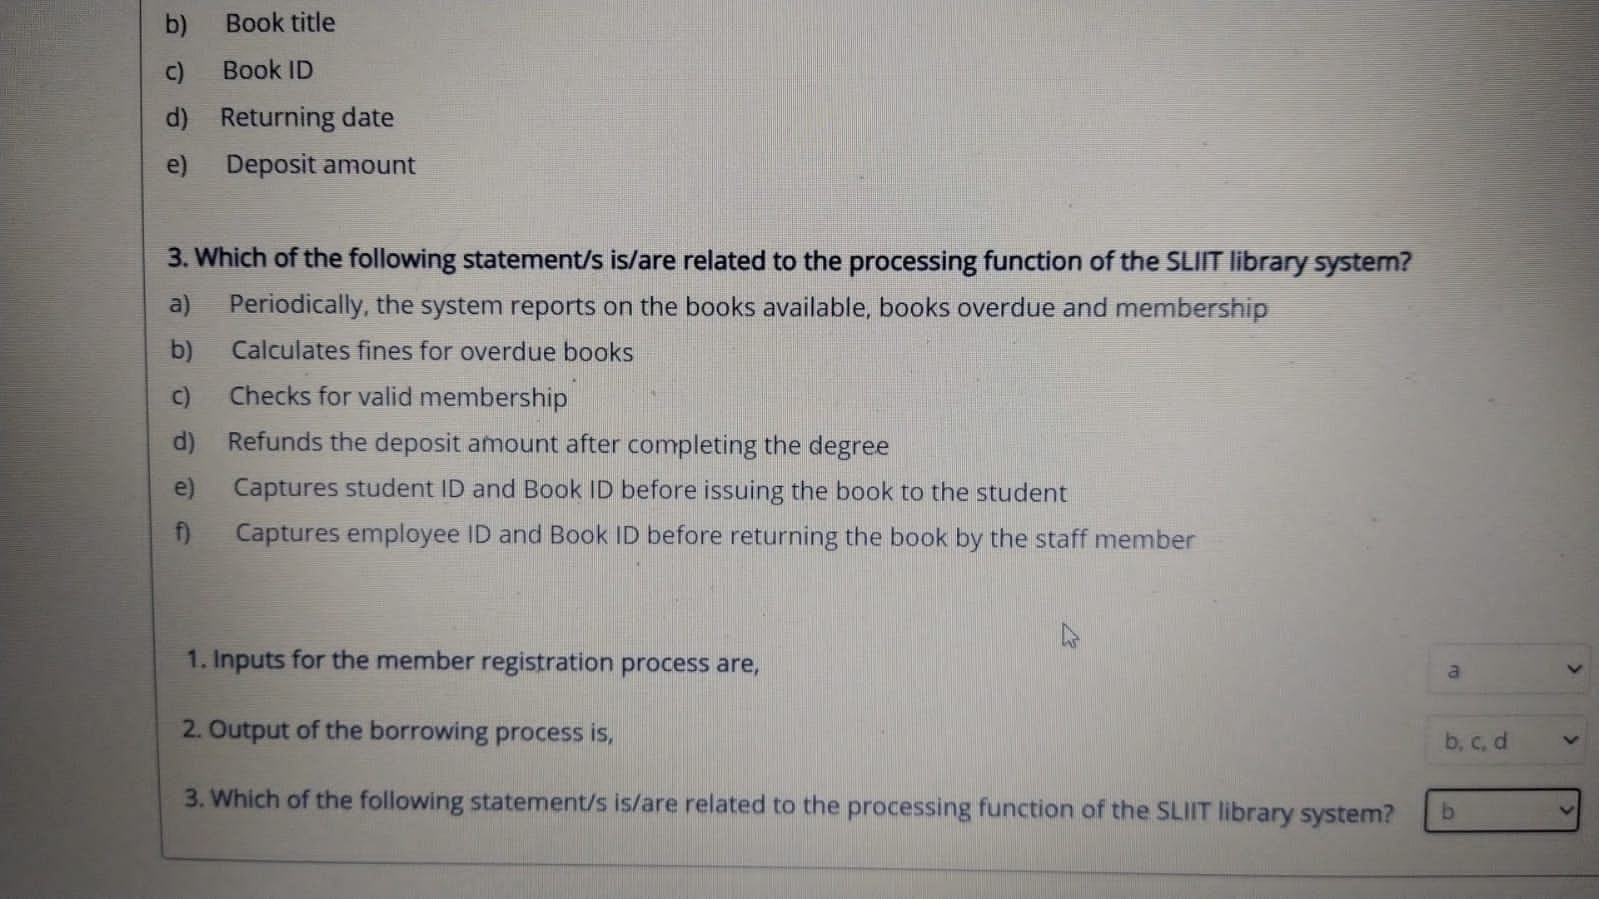 b) Book title
c) Book ID
d) Returning date
e) Deposit amount
3. Which of the following statement/s is/are related to the processing function of the SLIIT library system?
a) Periodically, the system reports on the books available, books overdue and membership
b) Calculates fines for overdue books
c) Checks for valid membership
d) Refunds the deposit amount after completing the degree
e) Captures student ID and Book ID before issuing the book to the student
f) Captures employee ID and Book ID before returning the book by the staff member
1. Inputs for the member registration process are, a
2. Output of the borrowing process is, b, c, d
3. Which of the following statement/s is/are related to the processing function of the SLIIT library system? b